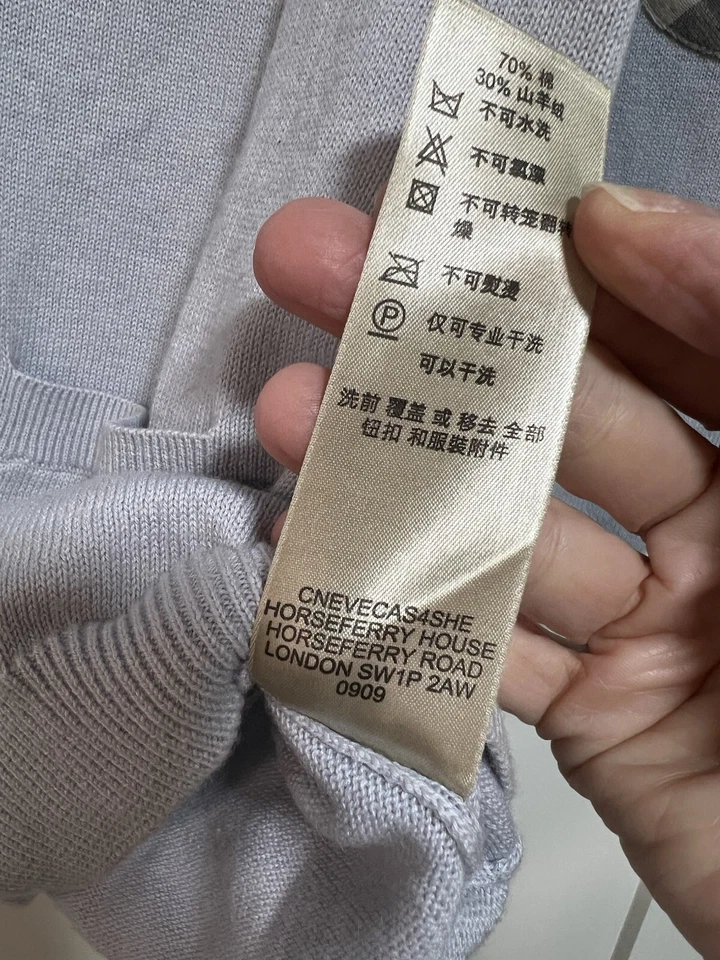 70% 棉
30% 山羊绒
不可水洗
不可氯漂
不可转笼翻转
燥
不可熨烫
P
仅可专业干洗
可以干洗
洗前 覆盖 或 移去 全部
钮扣 和服装附件
CNEVECAS4SHE
HORSEFERRY HOUSE
HORSEFERRY ROAD
LONDON SW1P 2AW
0909